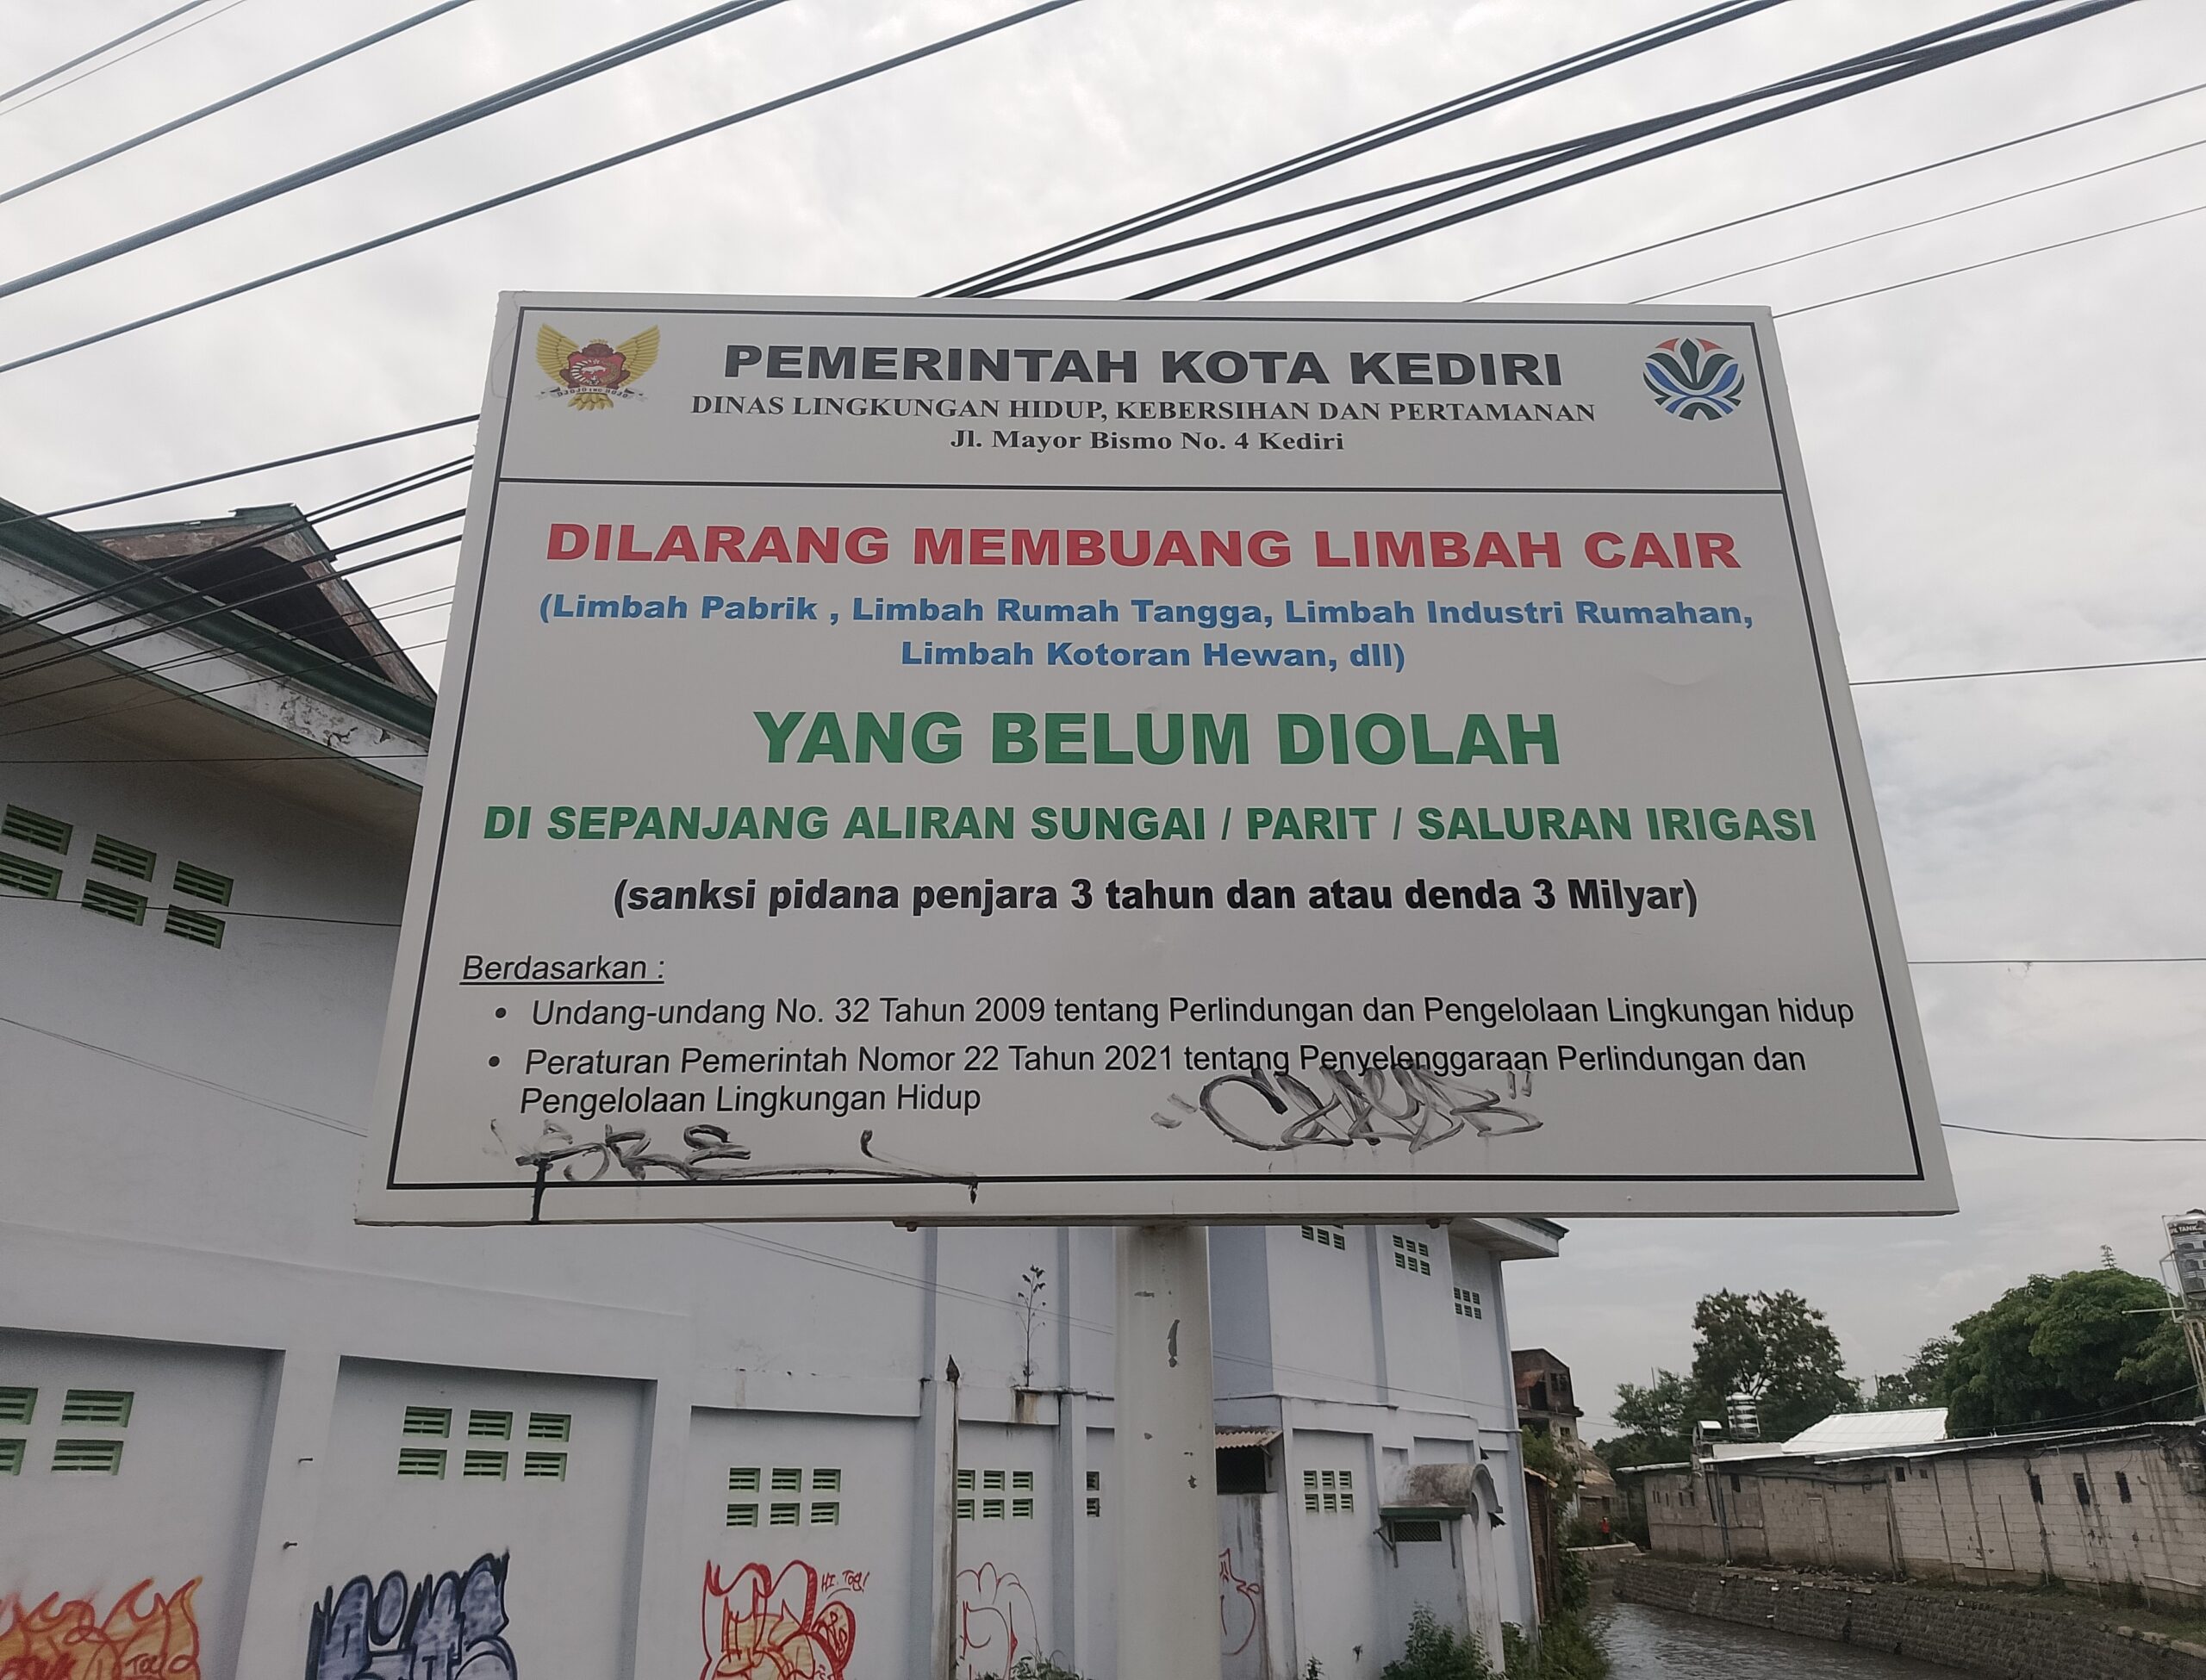 PEMERINTAH KOTA KEDIRI
DINAS LINGKUNGAN HIDUP, KEBERSIHAN DAN PERTAMANAN
Jl. Mayor Bismo No. 4 Kediri
DILARANG MEMBUANG LIMBAH CAIR
(Limbah Pabrik , Limbah Rumah Tangga, Limbah Industri Rumahan,
Limbah Kotoran Hewan, dll)
YANG BELUM DIOLAH
DI SEPANJANG ALIRAN SUNGAI / PARIT / SALURAN IRIGASI
(sanksi pidana penjara 3 tahun dan atau denda 3 Milyar)
Berdasarkan :
• Undang-undang No. 32 Tahun 2009 tentang Perlindungan dan Pengelolaan Lingkungan hidup
• Peraturan Pemerintah Nomor 22 Tahun 2021 tentang Penyelenggaraan Perlindungan dan
Pengelolaan Lingkungan Hidup